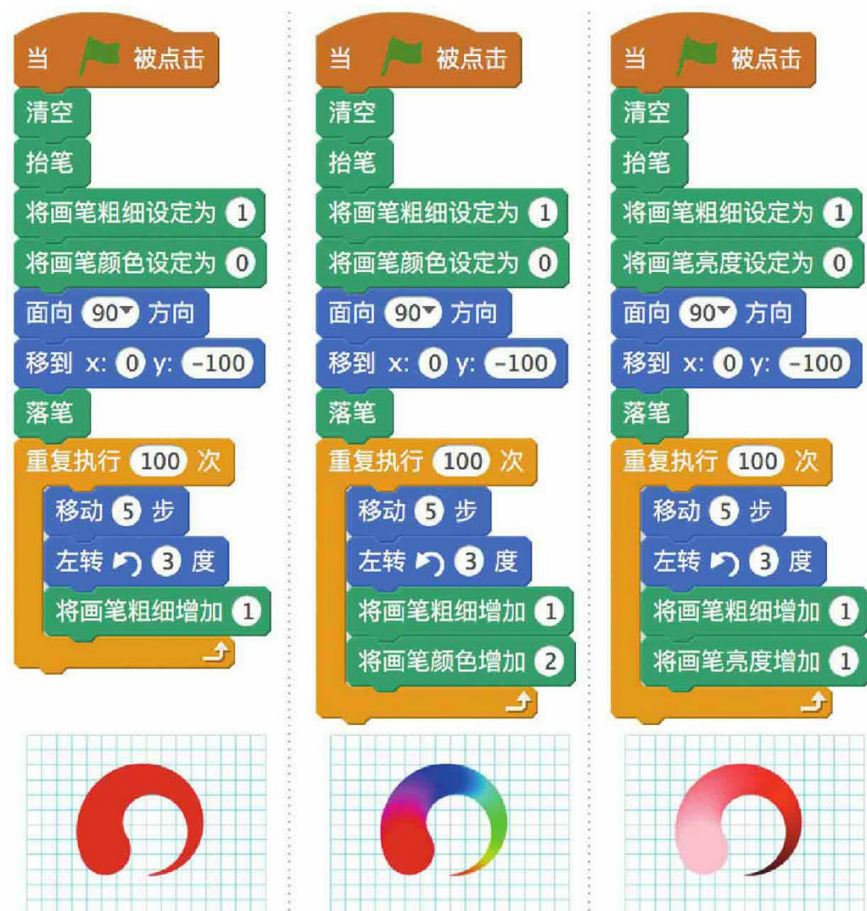 当 被点击
清空
抬笔
将画笔粗细设定为 1
将画笔颜色设定为 0
面向 90 方向
移到 x: 0 y: -100
落笔
重复执行 100 次
移动 5 步
左转 3 度
将画笔粗细增加 1
当 被点击
清空
抬笔
将画笔粗细设定为 1
将画笔颜色设定为 0
面向 90 方向
移到 x: 0 y: -100
落笔
重复执行 100 次
移动 5 步
左转 3 度
将画笔粗细增加 1
将画笔颜色增加 2
当 被点击
清空
抬笔
将画笔粗细设定为 1
将画笔亮度设定为 0
面向 90 方向
移到 x: 0 y: -100
落笔
重复执行 100 次
移动 5 步
左转 3 度
将画笔粗细增加 1
将画笔亮度增加 1